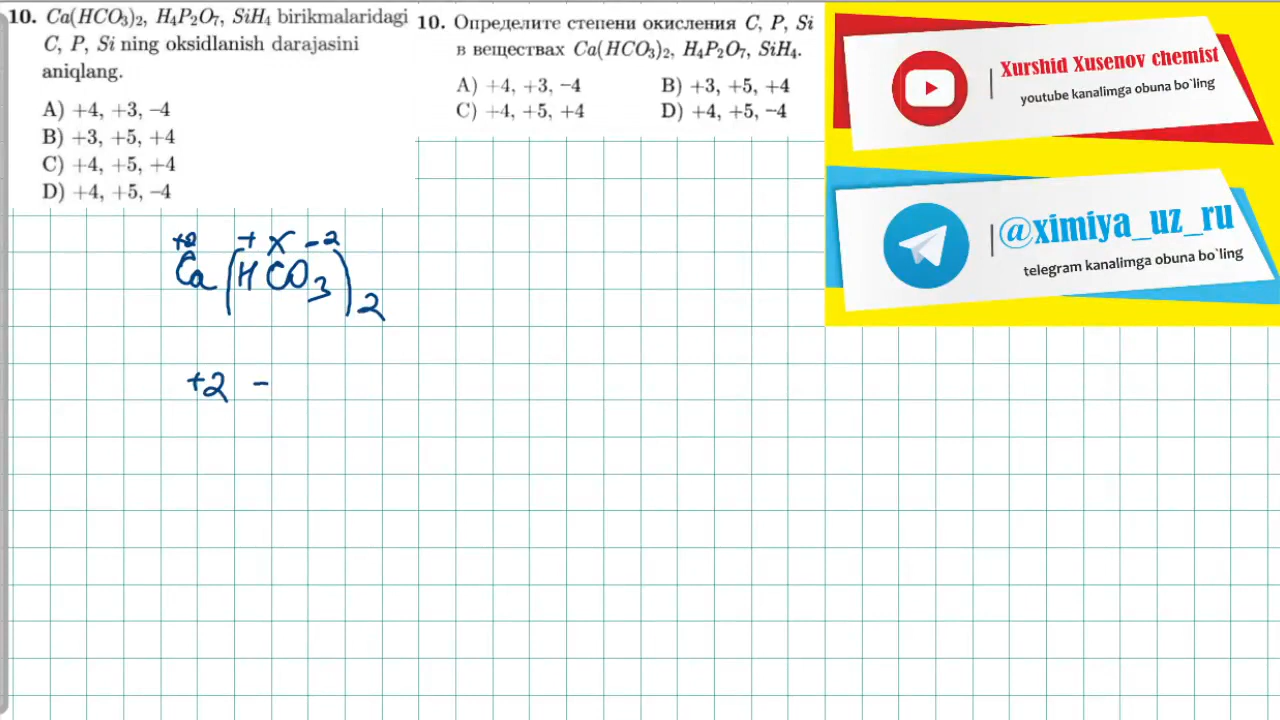 10. Ca(HCO₃)₂, H₄P₂O₇, SiH₄ birikmalaridagi
C, P, Si ning oksidlanish darajasini
aniqlang.
A) +4, +3, –4
B) +3, +5, +4
C) +4, +5, +4
D) +4, +5, –4
10. Определите степени окисления C, P, Si
в веществах Ca(HCO₃)₂, H₄P₂O₇, SiH₄.
A) +4, +3, –4 B) +3, +5, +4
C) +4, +5, +4 D) +4, +5, –4
Xurshid Xusenov chemist
youtube kanalimga obuna bo`ling
@ximiya_uz_ru
telegram kanalimga obuna bo`ling
+2 + x -2
Ca(HCO₃)₂
+2 -